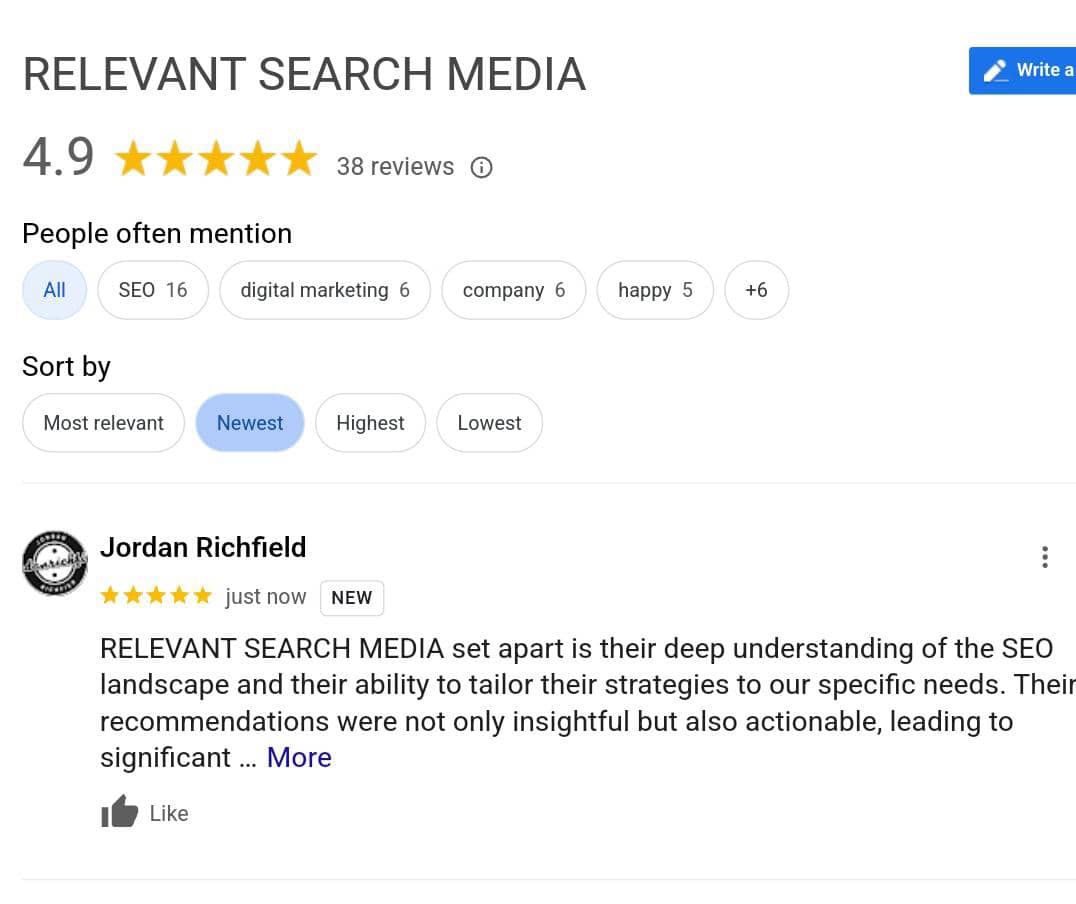 RELEVANT SEARCH MEDIA
Write a
4.9 38 reviews
People often mention
All SEO 16 digital marketing 6 company 6 happy 5 +6
Sort by
Most relevant Newest Highest Lowest
Jordan Richfield
just now NEW
RELEVANT SEARCH MEDIA set apart is their deep understanding of the SEO
landscape and their ability to tailor their strategies to our specific needs. Their
recommendations were not only insightful but also actionable, leading to
significant ... More
Like